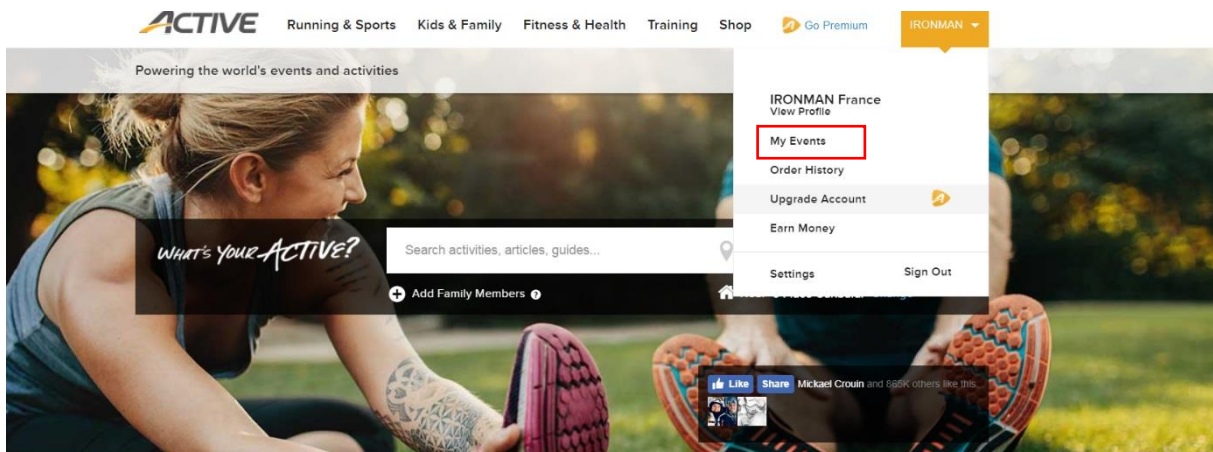 ACTIVE Running & Sports Kids & Family Fitness & Health Training Shop Go Premium IRONMAN
Powering the world's events and activities
IRONMAN France
View Profile
My Events
Order History
Upgrade Account
Earn Money
Settings Sign Out
WHAT'S YOUR ACTIVE?
Search activities, articles, guides...
Add Family Members
Like Share Mickael Crouin and 865K others like this.